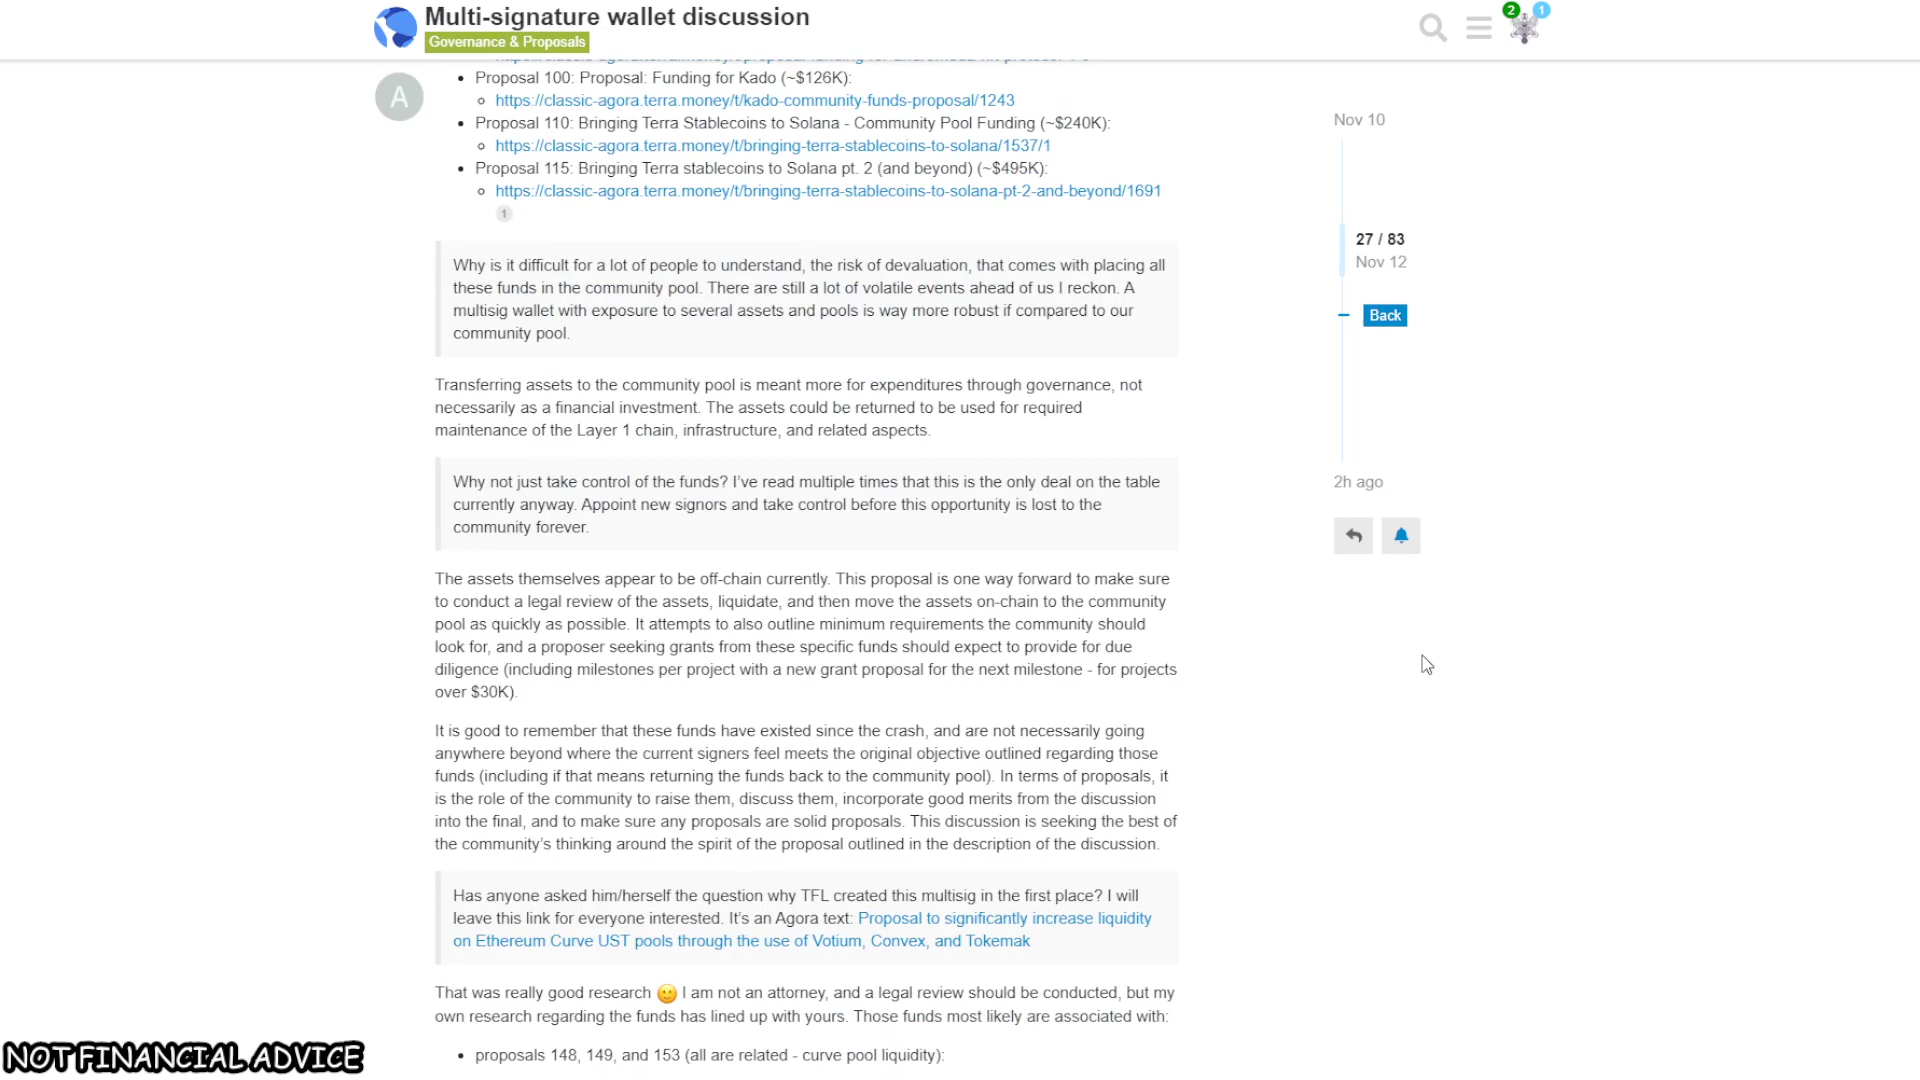 Multi-signature wallet discussion
Governance & Proposals
2
1
A
Proposal 100: Proposal: Funding for Kado (~$126K):
https://classic-agora.terra.money/t/kado-community-funds-proposal/1243
Proposal 110: Bringing Terra Stablecoins to Solana - Community Pool Funding (~$240K):
https://classic-agora.terra.money/t/bringing-terra-stablecoins-to-solana/1537/1
Proposal 115: Bringing Terra stablecoins to Solana pt. 2 (and beyond) (~$495K):
https://classic-agora.terra.money/t/bringing-terra-stablecoins-to-solana-pt-2-and-beyond/1691
1
Why is it difficult for a lot of people to understand, the risk of devaluation, that comes with placing all
these funds in the community pool. There are still a lot of volatile events ahead of us I reckon. A
multisig wallet with exposure to several assets and pools is way more robust if compared to our
community pool.
Transferring assets to the community pool is meant more for expenditures through governance, not
necessarily as a financial investment. The assets could be returned to be used for required
maintenance of the Layer 1 chain, infrastructure, and related aspects.
Why not just take control of the funds? I've read multiple times that this is the only deal on the table
currently anyway. Appoint new signors and take control before this opportunity is lost to the
community forever.
The assets themselves appear to be off-chain currently. This proposal is one way forward to make sure
to conduct a legal review of the assets, liquidate, and then move the assets on-chain to the community
pool as quickly as possible. It attempts to also outline minimum requirements the community should
look for, and a proposer seeking grants from these specific funds should expect to provide for due
diligence (including milestones per project with a new grant proposal for the next milestone - for projects
over $30K).
It is good to remember that these funds have existed since the crash, and are not necessarily going
anywhere beyond where the current signers feel meets the original objective outlined regarding those
funds (including if that means returning the funds back to the community pool). In terms of proposals, it
is the role of the community to raise them, discuss them, incorporate good merits from the discussion
into the final, and to make sure any proposals are solid proposals. This discussion is seeking the best of
the community's thinking around the spirit of the proposal outlined in the description of the discussion.
Has anyone asked him/herself the question why TFL created this multisig in the first place? I will
leave this link for everyone interested. It's an Agora text: Proposal to significantly increase liquidity
on Ethereum Curve UST pools through the use of Votium, Convex, and Tokemak
That was really good research 🙂 I am not an attorney, and a legal review should be conducted, but my
own research regarding the funds has lined up with yours. Those funds most likely are associated with:
proposals 148, 149, and 153 (all are related - curve pool liquidity):
Nov 10
27 / 83
Nov 12
Back
2h ago
NOT FINANCIAL ADVICE